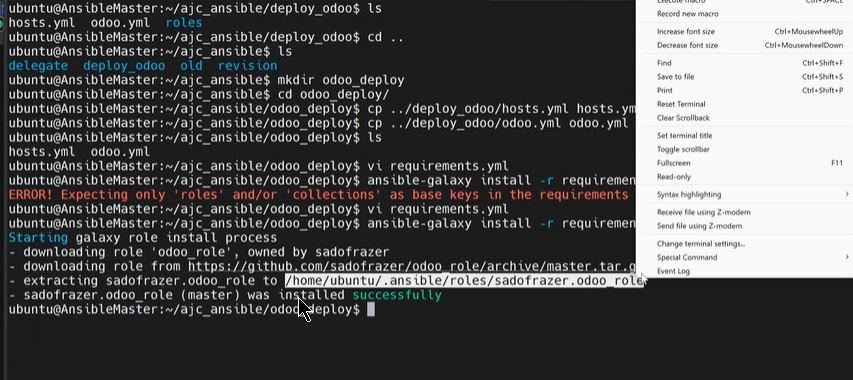 ubuntu@AnsibleMaster:~/ajc_ansible/deploy_odoo$ ls
hosts.yml  odoo.yml  roles
ubuntu@AnsibleMaster:~/ajc_ansible/deploy_odoo$ cd ..
ubuntu@AnsibleMaster:~/ajc_ansible$ ls
delegate  deploy_odoo  old  revision
ubuntu@AnsibleMaster:~/ajc_ansible$ mkdir odoo_deploy
ubuntu@AnsibleMaster:~/ajc_ansible$ cd odoo_deploy/
ubuntu@AnsibleMaster:~/ajc_ansible/odoo_deploy$ cp ../deploy_odoo/hosts.yml hosts.ym
ubuntu@AnsibleMaster:~/ajc_ansible/odoo_deploy$ cp ../deploy_odoo/odoo.yml odoo.yml
ubuntu@AnsibleMaster:~/ajc_ansible/odoo_deploy$ ls
hosts.yml  odoo.yml
ubuntu@AnsibleMaster:~/ajc_ansible/odoo_deploy$ vi requirements.yml
ubuntu@AnsibleMaster:~/ajc_ansible/odoo_deploy$ ansible-galaxy install -r requiremen
ERROR! Expecting only 'roles' and/or 'collections' as base keys in the requirements
ubuntu@AnsibleMaster:~/ajc_ansible/odoo_deploy$ vi requirements.yml
ubuntu@AnsibleMaster:~/ajc_ansible/odoo_deploy$ ansible-galaxy install -r requiremen
Starting galaxy role install process
- downloading role 'odoo_role', owned by sadofrazer
- downloading role from https://github.com/sadofrazer/odoo_role/archive/master.tar.g
- extracting sadofrazer.odoo_role to /home/ubuntu/.ansible/roles/sadofrazer.odoo_role
- sadofrazer.odoo_role (master) was installed successfully
ubuntu@AnsibleMaster:~/ajc_ansible/odoo_deploy$
Execute macro Ctrl+SPACE
Record new macro
Increase font size Ctrl+MousewheelUp
Decrease font size Ctrl+MousewheelDown
Find Ctrl+Shift+F
Save to file Ctrl+Shift+S
Print Ctrl+Shift+P
Reset Terminal
Clear Scrollback
Set terminal title
Toggle scrollbar
Fullscreen F11
Read-only
Syntax highlighting
Receive file using Z-modem
Send file using Z-modem
Change terminal settings...
Special Command
Event Log